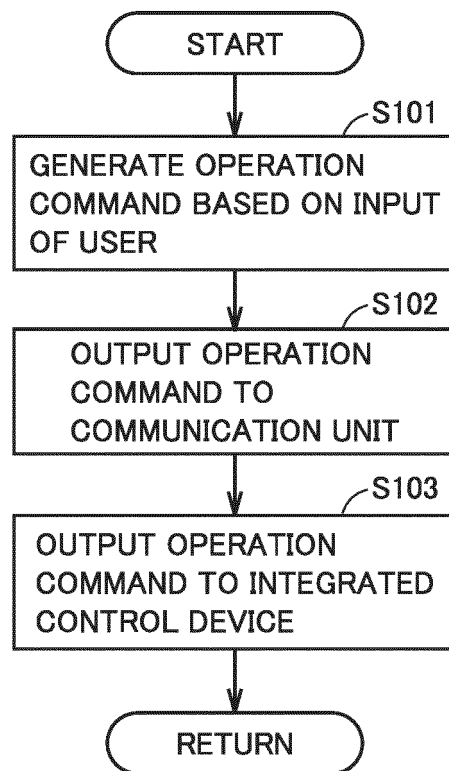 START
S101
GENERATE OPERATION
COMMAND BASED ON INPUT
OF USER
S102
OUTPUT OPERATION
COMMAND TO
COMMUNICATION UNIT
S103
OUTPUT OPERATION
COMMAND TO INTEGRATED
CONTROL DEVICE
RETURN